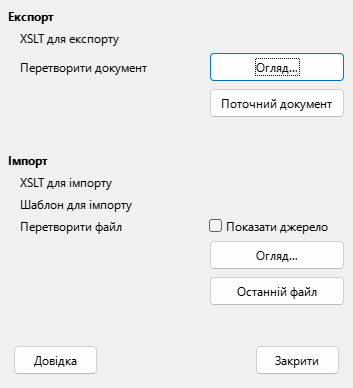 Експорт
XSLT для експорту
Перетворити документ Огляд...
Поточний документ
Імпорт
XSLT для імпорту
Шаблон для імпорту
Перетворити файл Показати джерело
Огляд...
Останній файл
Довідка Закрити